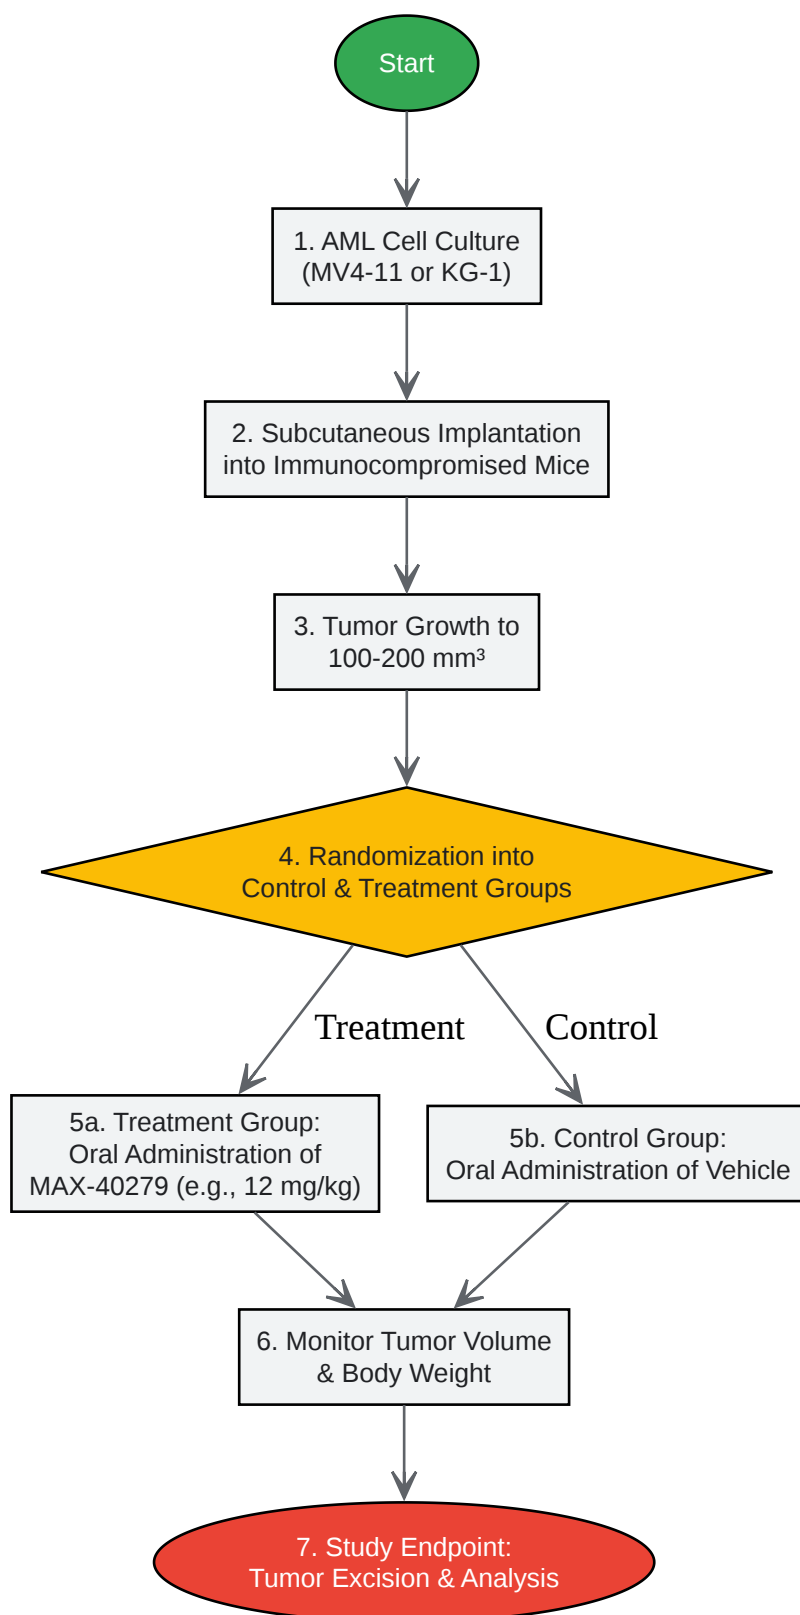 Start
1. AML Cell Culture
(MV4-11 or KG-1)
2. Subcutaneous Implantation
into Immunocompromised Mice
3. Tumor Growth to
100-200 mm³
4. Randomization into
Control & Treatment Groups
Treatment
Control
5a. Treatment Group:
Oral Administration of
MAX-40279 (e.g., 12 mg/kg)
5b. Control Group:
Oral Administration of Vehicle
6. Monitor Tumor Volume
& Body Weight
7. Study Endpoint:
Tumor Excision & Analysis